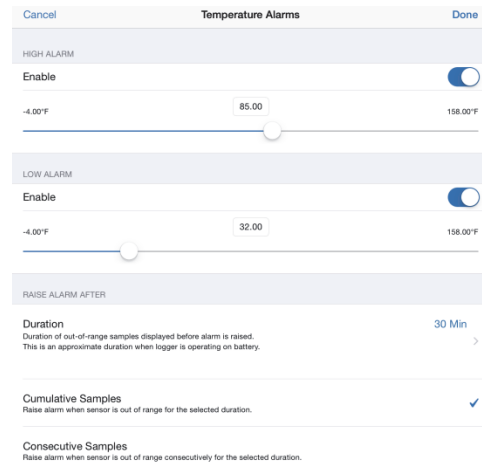 Cancel Temperature Alarms Done
HIGH ALARM
Enable
-4.00°F 85.00 158.00°F
LOW ALARM
Enable
-4.00°F 32.00 158.00°F
RAISE ALARM AFTER
Duration 30 Min
Duration of out-of-range samples displayed before alarm is raised.
This is an approximate duration when logger is operating on battery.
Cumulative Samples
Raise alarm when sensor is out of range for the selected duration.
Consecutive Samples
Raise alarm when sensor is out of range consecutively for the selected duration.